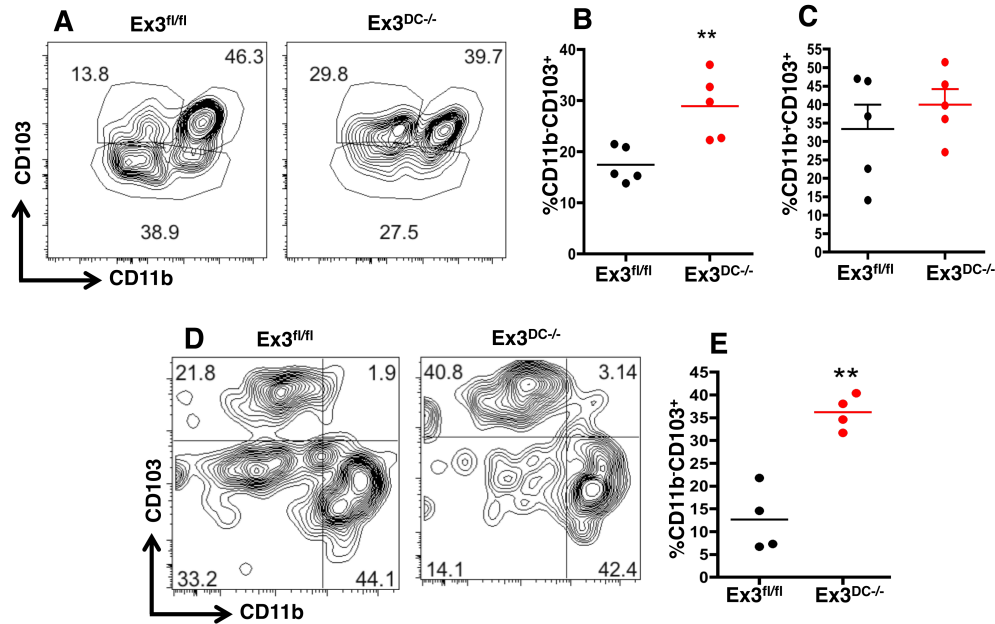 A
Ex3fl/fl
Ex3DC-/-
13.8
46.3
38.9
29.8
39.7
27.5
CD103
CD11b
B
**
%CD11b-CD103+
40
30
20
10
0
Ex3fl/fl
Ex3DC-/-
C
%CD11b+CD103+
55
50
45
40
35
30
25
20
15
10
5
0
Ex3fl/fl
Ex3DC-/-
D
Ex3fl/fl
Ex3DC-/-
21.8
1.9
33.2
44.1
40.8
3.14
14.1
42.4
CD103
CD11b
E
**
%CD11b-CD103+
45
40
35
30
25
20
15
10
5
0
Ex3fl/fl
Ex3DC-/-